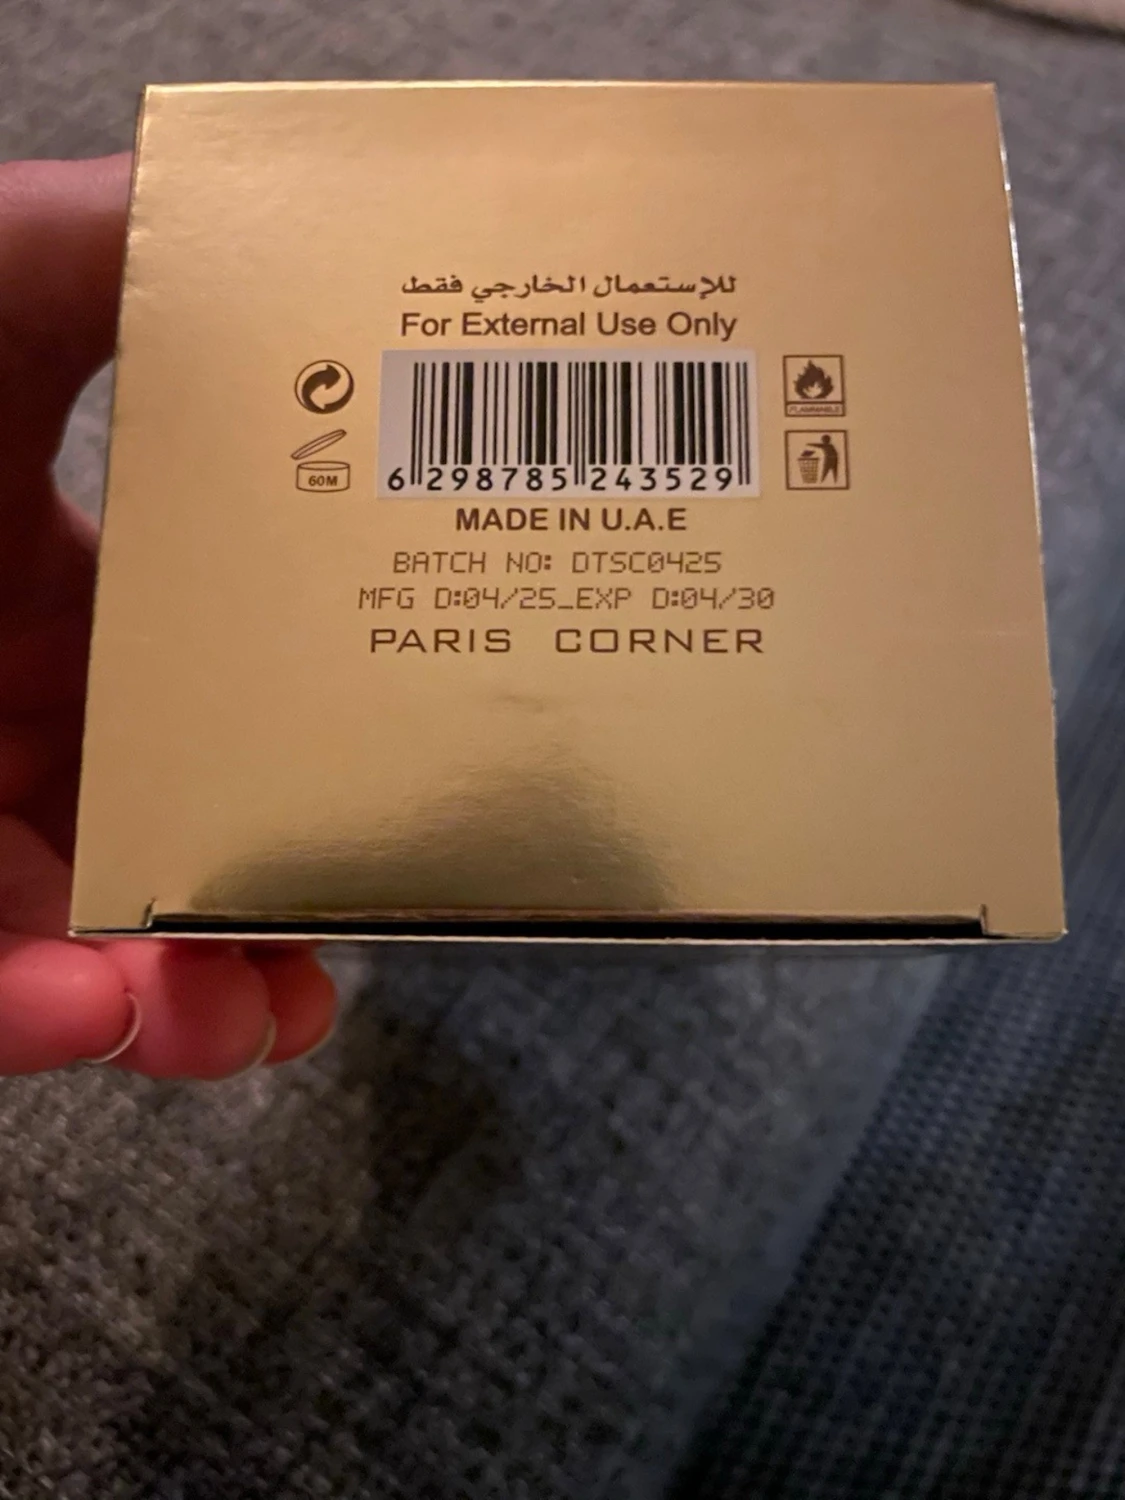 للإستعمال الخارجي فقط
For External Use Only
FLAMMABLE
60M
6 298785 243529
MADE IN U.A.E
BATCH NO: DTSC0425
MFG D:04/25_EXP D:04/30
PARIS CORNER